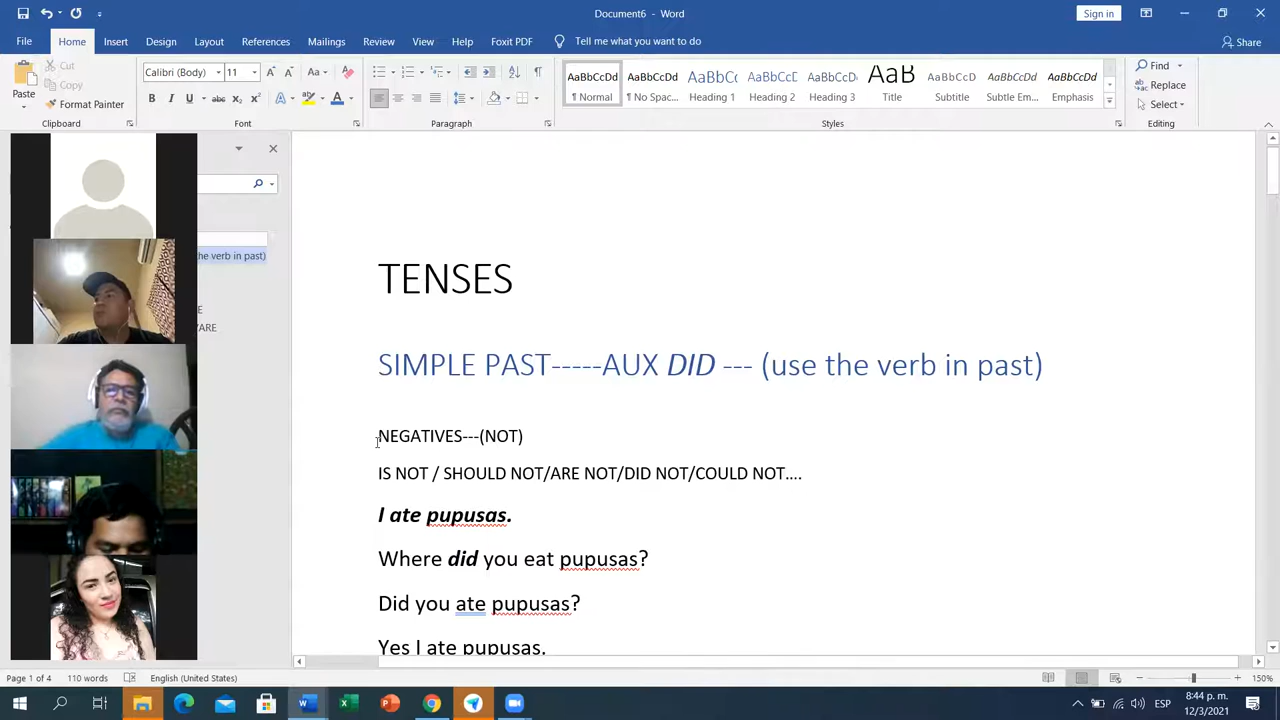 Document6 - Word
Sign in
File Home Insert Draw Design Layout References Mailings Review View Help Foxit PDF Tell me what you want to do Share
Paste
Cut
Copy
Format Painter
Clipboard
Calibri (Body) 11
Font
Paragraph
AaBbCcDd AaBbCcDd AaBbCc AaBbCcD AaBbCcDd AaB AaBbCcDd AaBbCcDd AaBbCcDd
¶ Normal ¶ No Spac... Heading 1 Heading 2 Heading 3 Title Subtitle Subtle Em... Emphasis
Styles
Find
Replace
Select
Editing
the verb in past)
TENSES
SIMPLE PAST-----AUX DID --- (use the verb in past)
NEGATIVES---(NOT)
IS NOT / SHOULD NOT/ARE NOT/DID NOT/COULD NOT....
I ate pupusas.
Where did you eat pupusas?
Did you ate pupusas?
Yes I ate pupusas.
Page 1 of 4 110 words English (United States) 150%
ESP
8:44 p. m.
12/3/2021